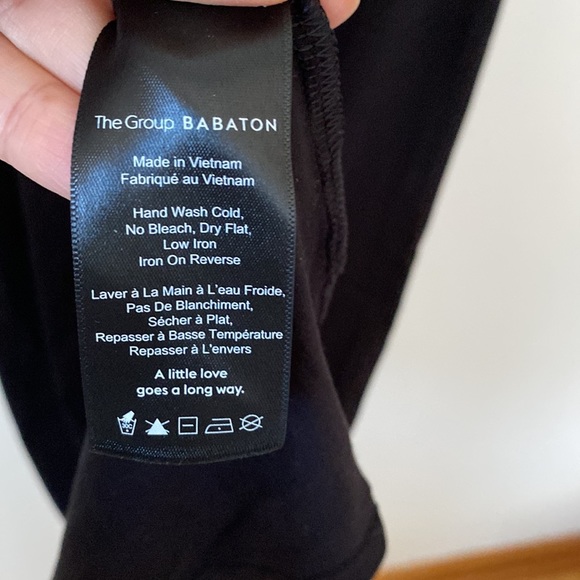 The Group BABATON
Made in Vietnam
Fabriqué au Vietnam
Hand Wash Cold,
No Bleach, Dry Flat,
Low Iron
Iron On Reverse
Laver à La Main à L'eau Froide,
Pas De Blanchiment,
Sécher à Plat,
Repasser à Basse Température
Repasser à L'envers
A little love
goes a long way.
30C